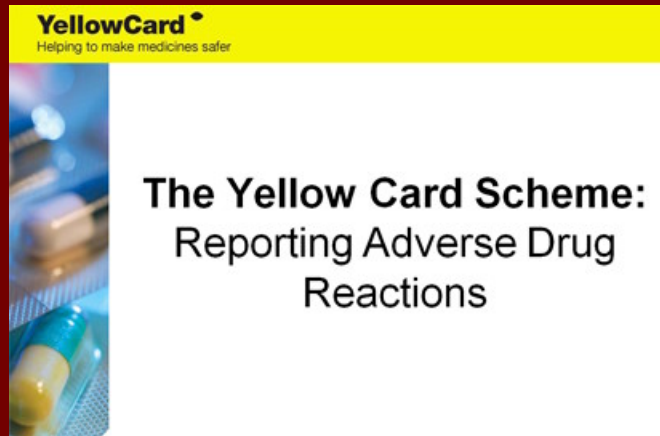 YellowCard
Helping to make medicines safer
The Yellow Card Scheme:
Reporting Adverse Drug
Reactions